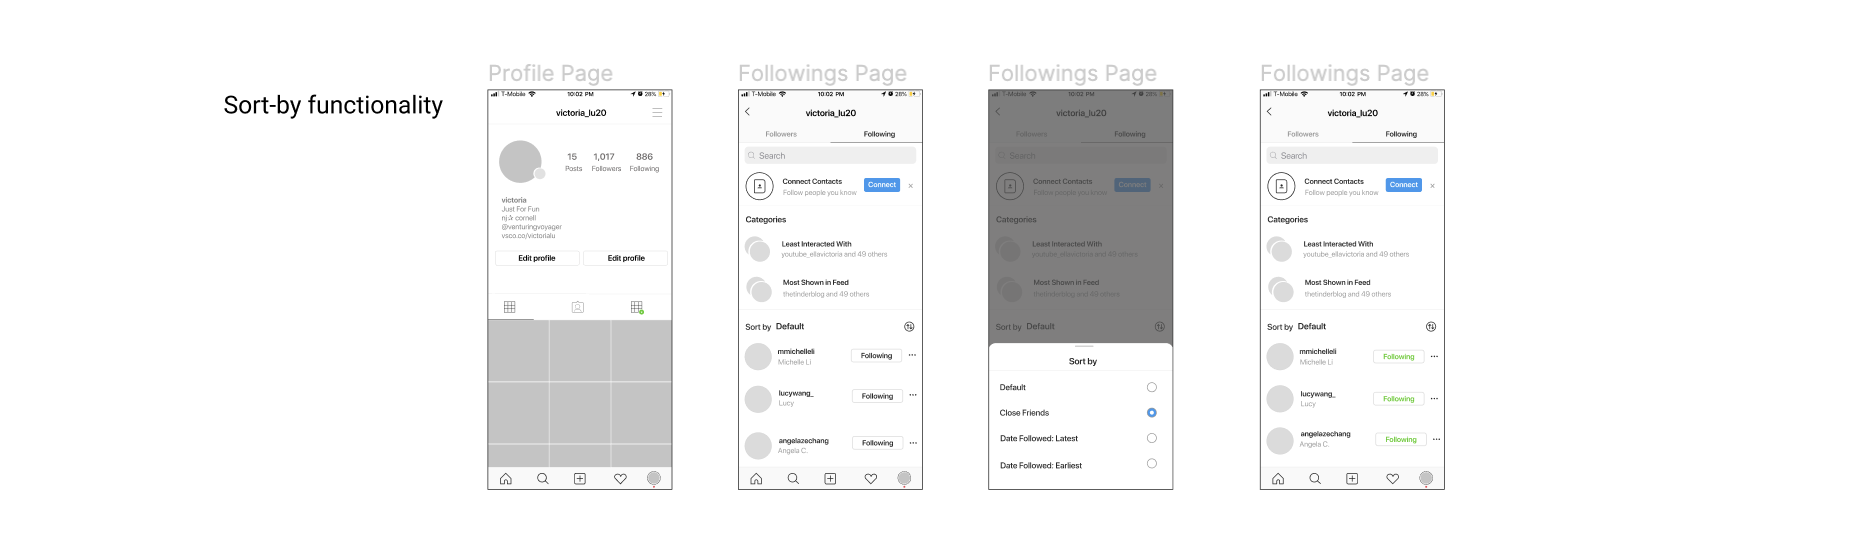 Sort-by functionality
Profile Page
T-Mobile 10:02 PM 28%
victoria_lu20
15 1,017 886
Posts Followers Following
victoria
Just For Fun
nj✰ cornell
@venturingvoyager
vsco.co/victorialu
Edit profile Edit profile
Followings Page
T-Mobile 10:02 PM 28%
victoria_lu20
Followers Following
Search
Connect Contacts
Follow people you know
Connect ×
Categories
Least Interacted With
youtube_ellavictoria and 49 others
Most Shown in Feed
thetinderblog and 49 others
Sort by Default
mmichelleli
Michelle Li
Following
lucywang_
Lucy
Following
angelazechang
Angela C.
Following
Followings Page
T-Mobile 10:02 PM 28%
victoria_lu20
Followers Following
Search
Connect Contacts
Follow people you know
Connect ×
Categories
Least Interacted With
youtube_ellavictoria and 49 others
Most Shown in Feed
thetinderblog and 49 others
Sort by Default
Sort by
Default
Close Friends
Date Followed: Latest
Date Followed: Earliest
Followings Page
T-Mobile 10:02 PM 28%
victoria_lu20
Followers Following
Search
Connect Contacts
Follow people you know
Connect ×
Categories
Least Interacted With
youtube_ellavictoria and 49 others
Most Shown in Feed
thetinderblog and 49 others
Sort by Default
mmichelleli
Michelle Li
Following
lucywang_
Lucy
Following
angelazechang
Angela C.
Following